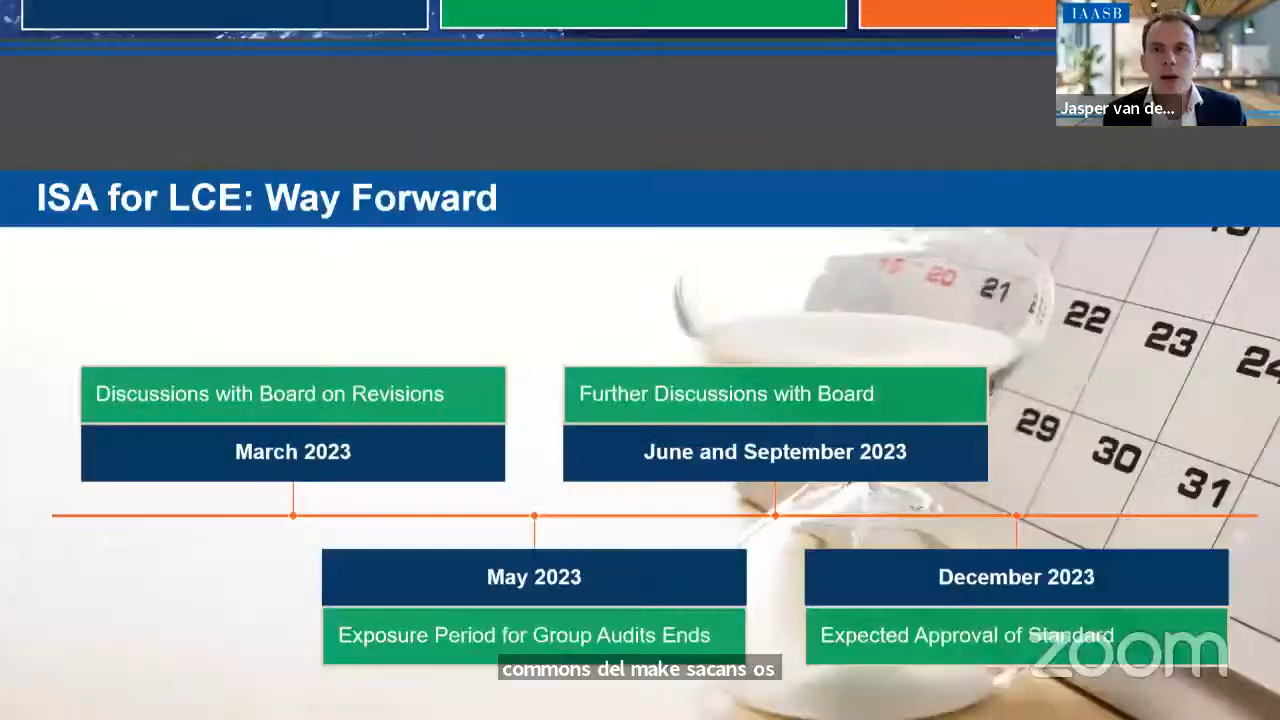 IAASB
Jasper van de...
ISA for LCE: Way Forward
20
21
22
23
24
29
30
31
Discussions with Board on Revisions
March 2023
Further Discussions with Board
June and September 2023
May 2023
Exposure Period for Group Audits Ends
December 2023
Expected Approval of Standard
zoom
commons del make sacans os